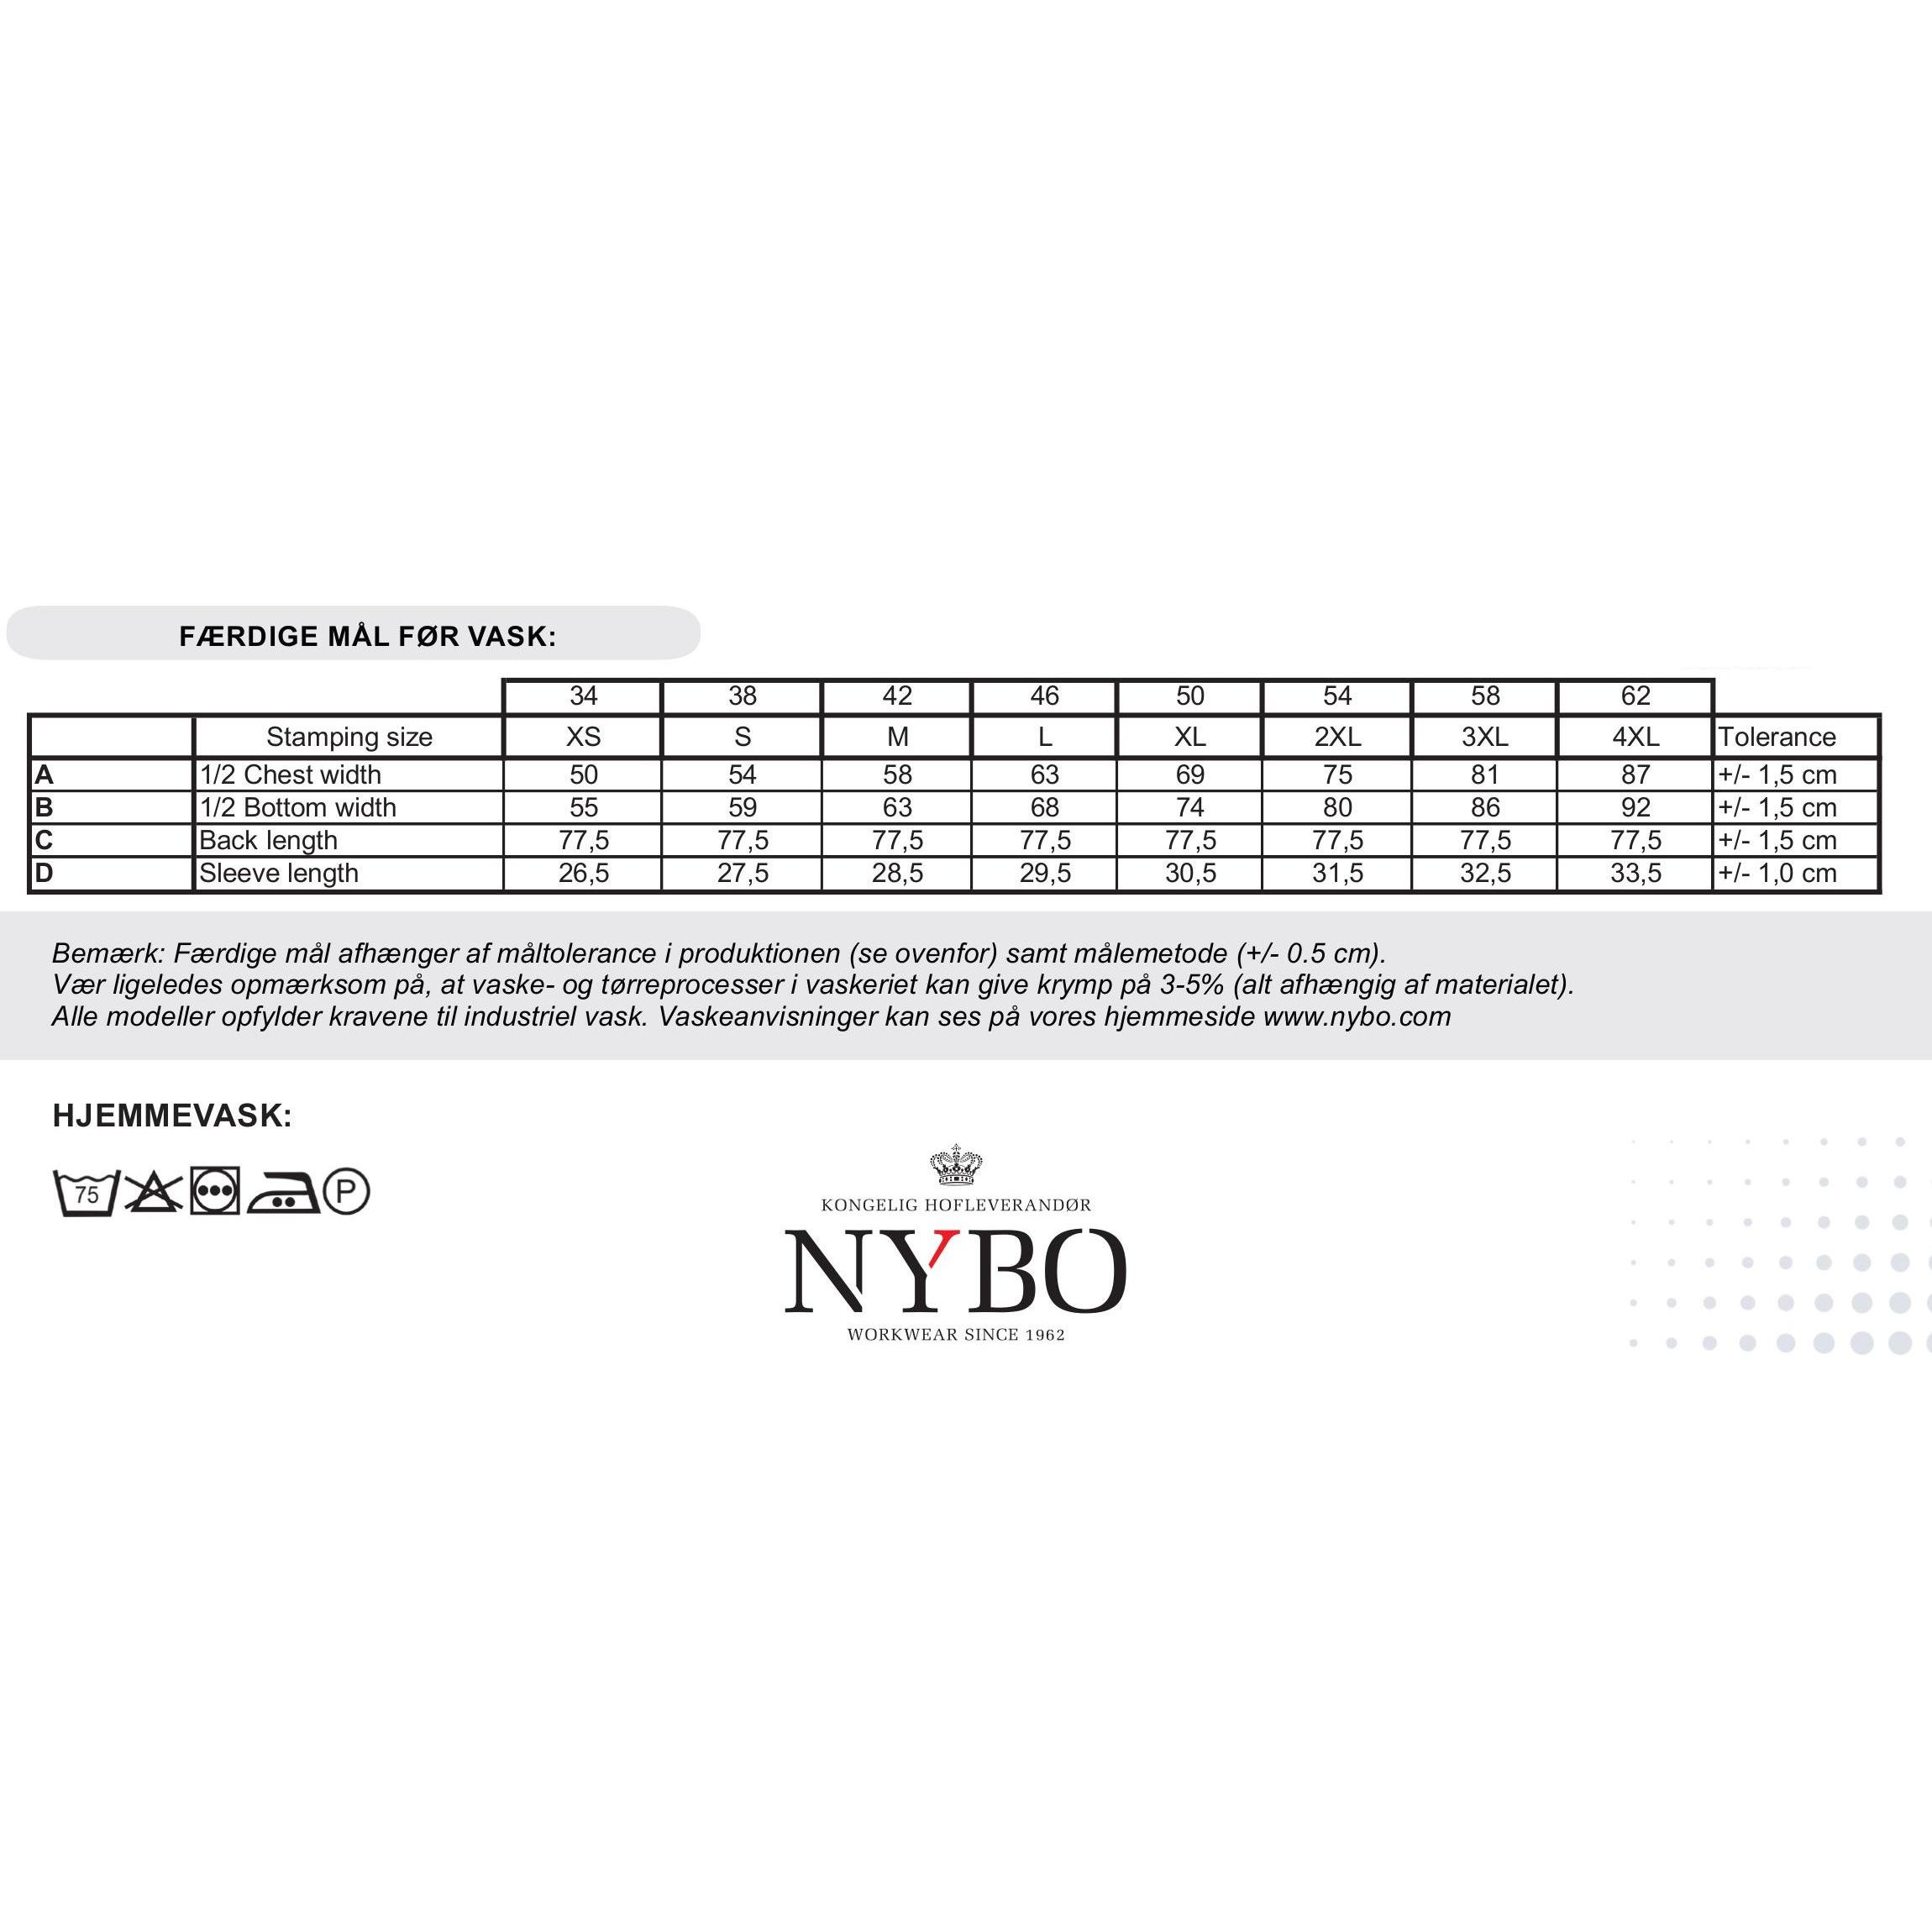 FÆRDIGE MÅL FØR VASK:
34 38 42 46 50 54 58 62
Stamping size XS S M L XL 2XL 3XL 4XL Tolerance
A 1/2 Chest width 50 54 58 63 69 75 81 87 +/- 1,5 cm
B 1/2 Bottom width 55 59 63 68 74 80 86 92 +/- 1,5 cm
C Back length 77,5 77,5 77,5 77,5 77,5 77,5 77,5 77,5 +/- 1,5 cm
D Sleeve length 26,5 27,5 28,5 29,5 30,5 31,5 32,5 33,5 +/- 1,0 cm
Bemærk: Færdige mål afhænger af måltolerance i produktionen (se ovenfor) samt målemetode (+/- 0.5 cm).
Vær ligeledes opmærksom på, at vaske- og tørreprocesser i vaskeriet kan give krymp på 3-5% (alt afhængig af materialet).
Alle modeller opfylder kravene til industriel vask. Vaskeanvisninger kan ses på vores hjemmeside www.nybo.com
HJEMMEVASK:
75 P
KONGELIG HOFLEVERANDØR
NYBO
WORKWEAR SINCE 1962